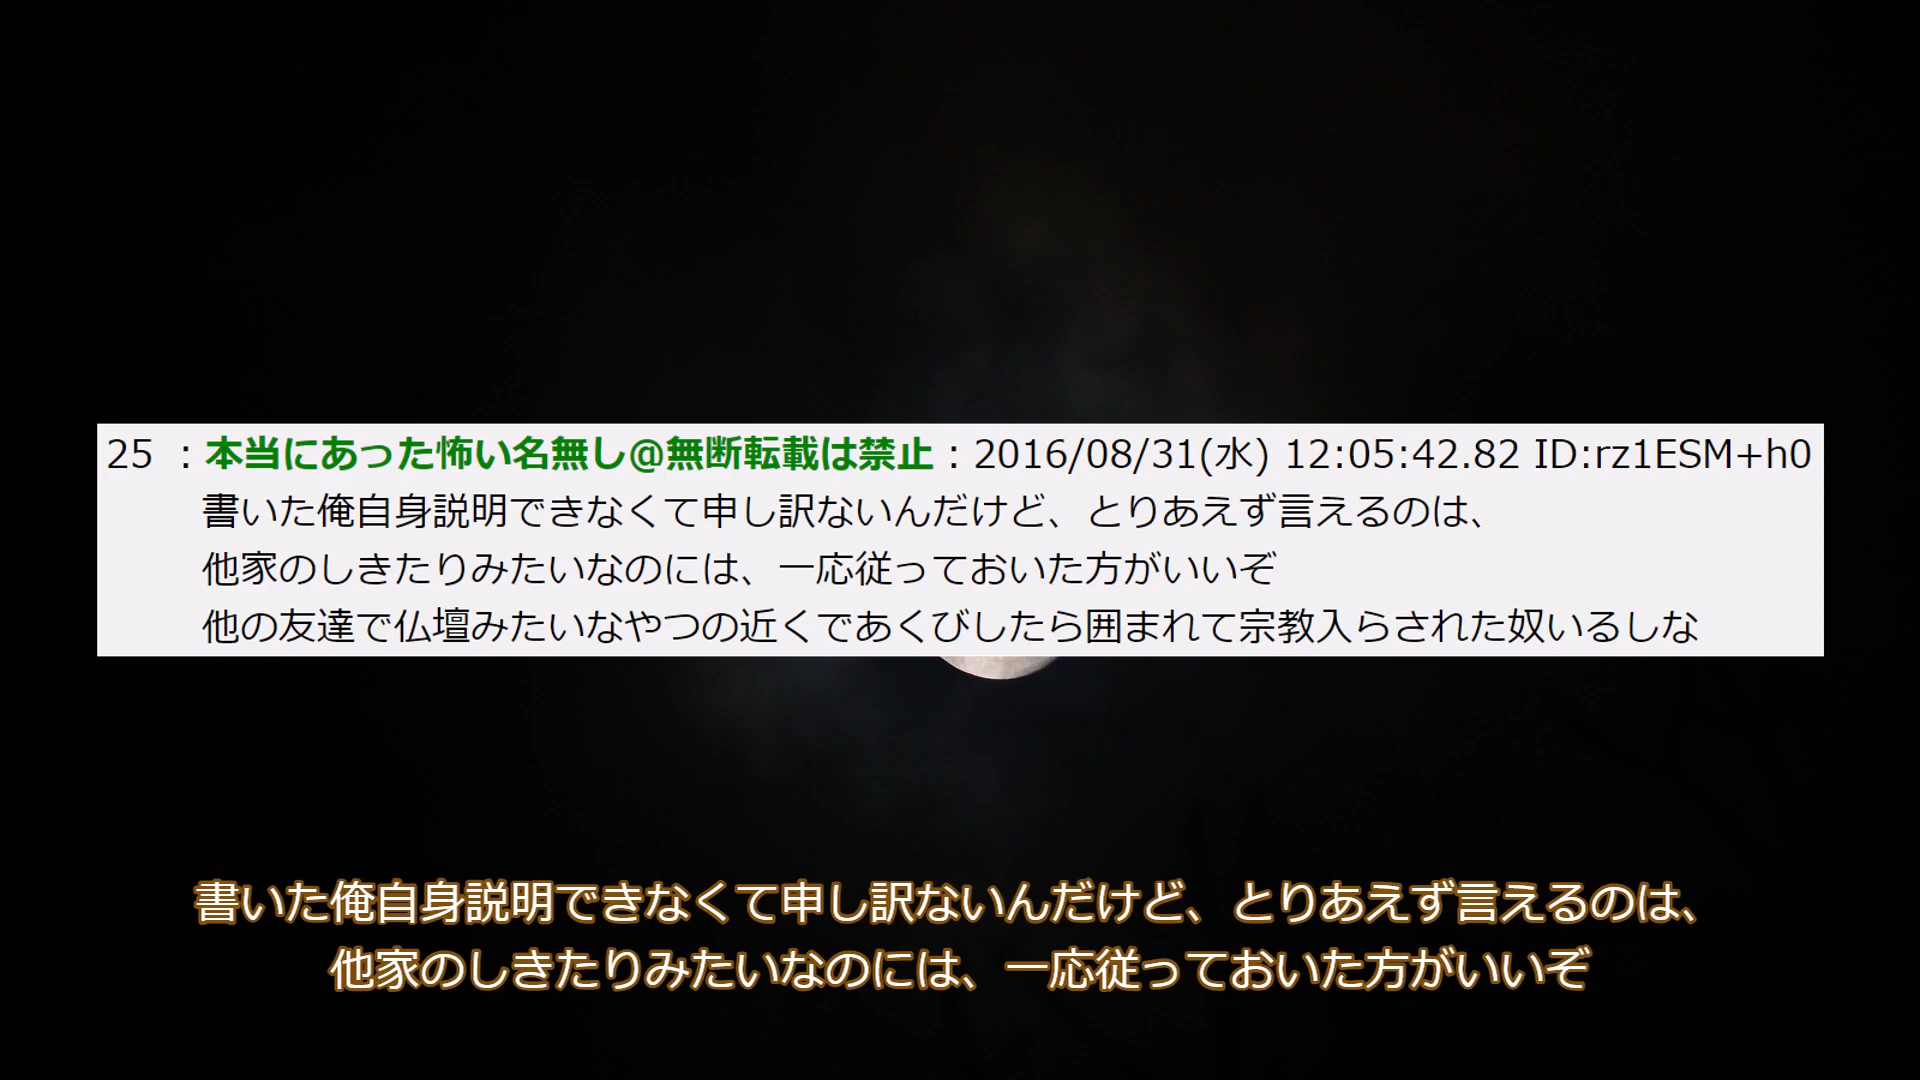 25 ：本当にあった怖い名無し@無断転載は禁止：2016/08/31(水) 12:05:42.82 ID:rz1ESM+h0
書いた俺自身説明できなくて申し訳ないんだけど、とりあえず言えるのは、
他家のしきたりみたいなのには、一応従っておいた方がいいぞ
他の友達で仏壇みたいなやつの近くであくびしたら囲まれて宗教入らされた奴いるしな
書いた俺自身説明できなくて申し訳ないんだけど、とりあえず言えるのは、
他家のしきたりみたいなのには、一応従っておいた方がいいぞ